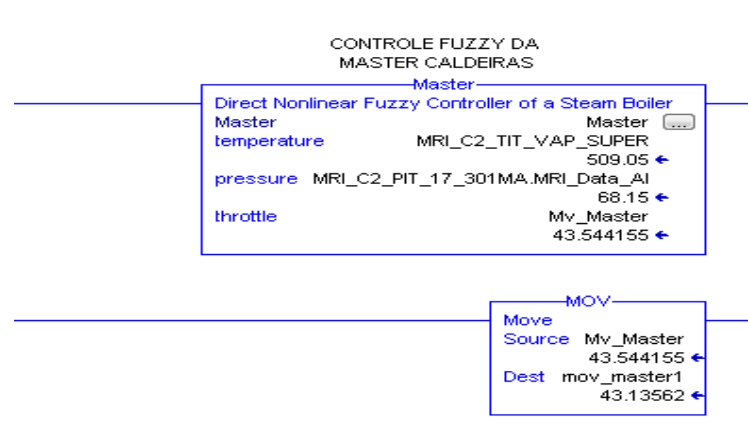 CONTROLE FUZZY DA
MASTER CALDEIRAS
Master
Direct Nonlinear Fuzzy Controller of a Steam Boiler
Master Master ...
temperature MRI_C2_TIT_VAP_SUPER
509.05
pressure MRI_C2_PIT_17_301MA.MRI_Data_AI
68.15
throttle Mv_Master
43.544155
MOV
Move
Source Mv_Master
43.544155
Dest mov_master1
43.13562